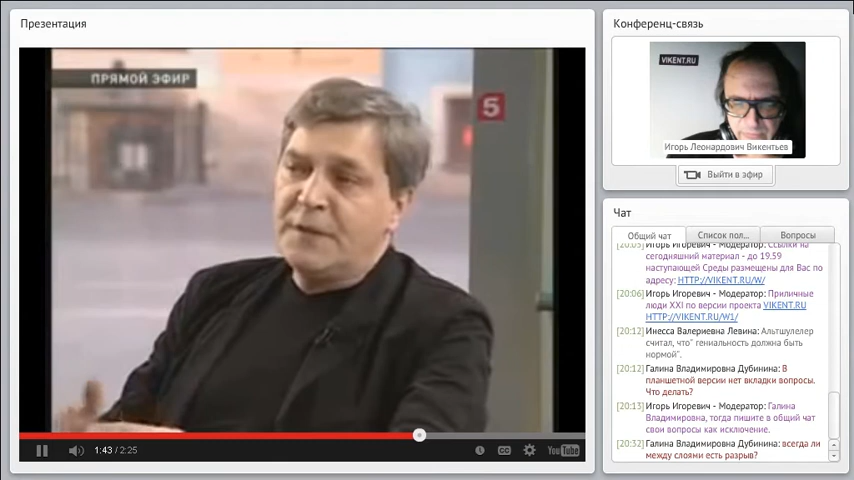 Презентация
ПРЯМОЙ ЭФИР
5
1:43 / 2:25
CC
YouTube
Конференц-связь
VIKENT.RU
Игорь Леонардович Викентьев
Выйти в эфир
Чат
Общий чат
Список пол...
Вопросы
[20:05] Игорь Игоревич - Модератор: Ссылки на
сегодняшний материал - до 19.59
наступающей Среды размещены для Вас по
адресу: HTTP://VIKENT.RU/W/
[20:06] Игорь Игоревич - Модератор: Приличные
люди XXI по версии проекта VIKENT.RU
HTTP://VIKENT.RU/W1/
[20:12] Инесса Валериевна Левина: Альтшулелер
считал, что" гениальность должна быть
нормой".
[20:12] Галина Владимировна Дубинина: В
планшетной версии нет вкладки вопросы.
Что делать?
[20:13] Игорь Игоревич - Модератор: Галина
Владимировна, тогда пишите в общий чат
свои вопросы как исключение.
[20:32] Галина Владимировна Дубинина: всегда ли
между слоями есть разрыв?